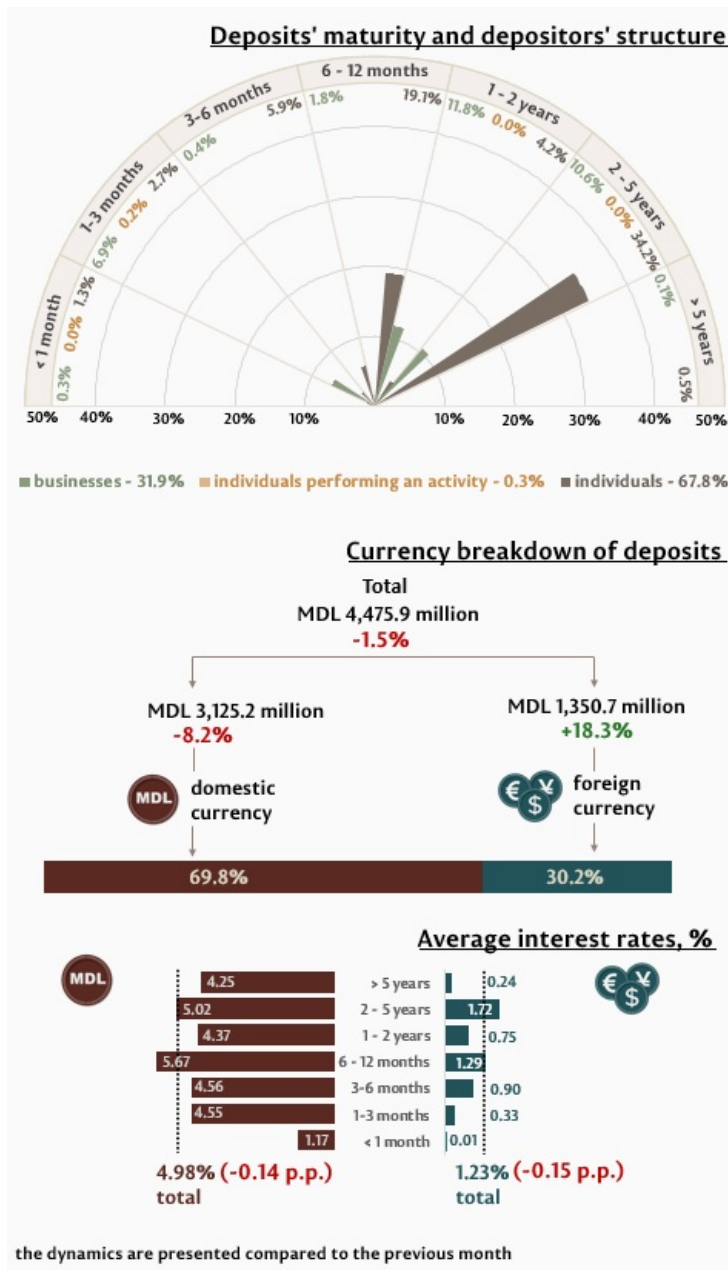 Deposits' maturity and depositors' structure
6 - 12 months
3-6 months
1 - 2 years
1-3 months
2 - 5 years
< 1 month
> 5 years
0.3% 0.0% 1.3%
6.9% 0.2% 2.7%
0.4% 5.9%
1.8% 19.1%
11.8% 0.0% 4.2%
10.6% 0.0% 34.2%
0.1% 0.5%
50% 40% 30% 20% 10% 10% 20% 30% 40% 50%
businesses - 31.9% individuals performing an activity - 0.3% individuals - 67.8%
Currency breakdown of deposits
Total
MDL 4,475.9 million
-1.5%
MDL 3,125.2 million
-8.2%
MDL 1,350.7 million
+18.3%
MDL
domestic
currency
€ ¥
$
foreign
currency
69.8% 30.2%
Average interest rates, %
MDL
€ ¥
$
4.25 > 5 years 0.24
5.02 2 - 5 years 1.72
4.37 1 - 2 years 0.75
5.67 6 - 12 months 1.29
4.56 3-6 months 0.90
4.55 1-3 months 0.33
1.17 < 1 month 0.01
4.98% (-0.14 p.p.)
total
1.23% (-0.15 p.p.)
total
the dynamics are presented compared to the previous month